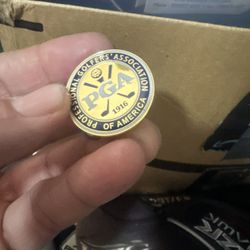 PROFESSIONAL GOLFERS' ASSOCIATION
OF AMERICA
PGA
1916